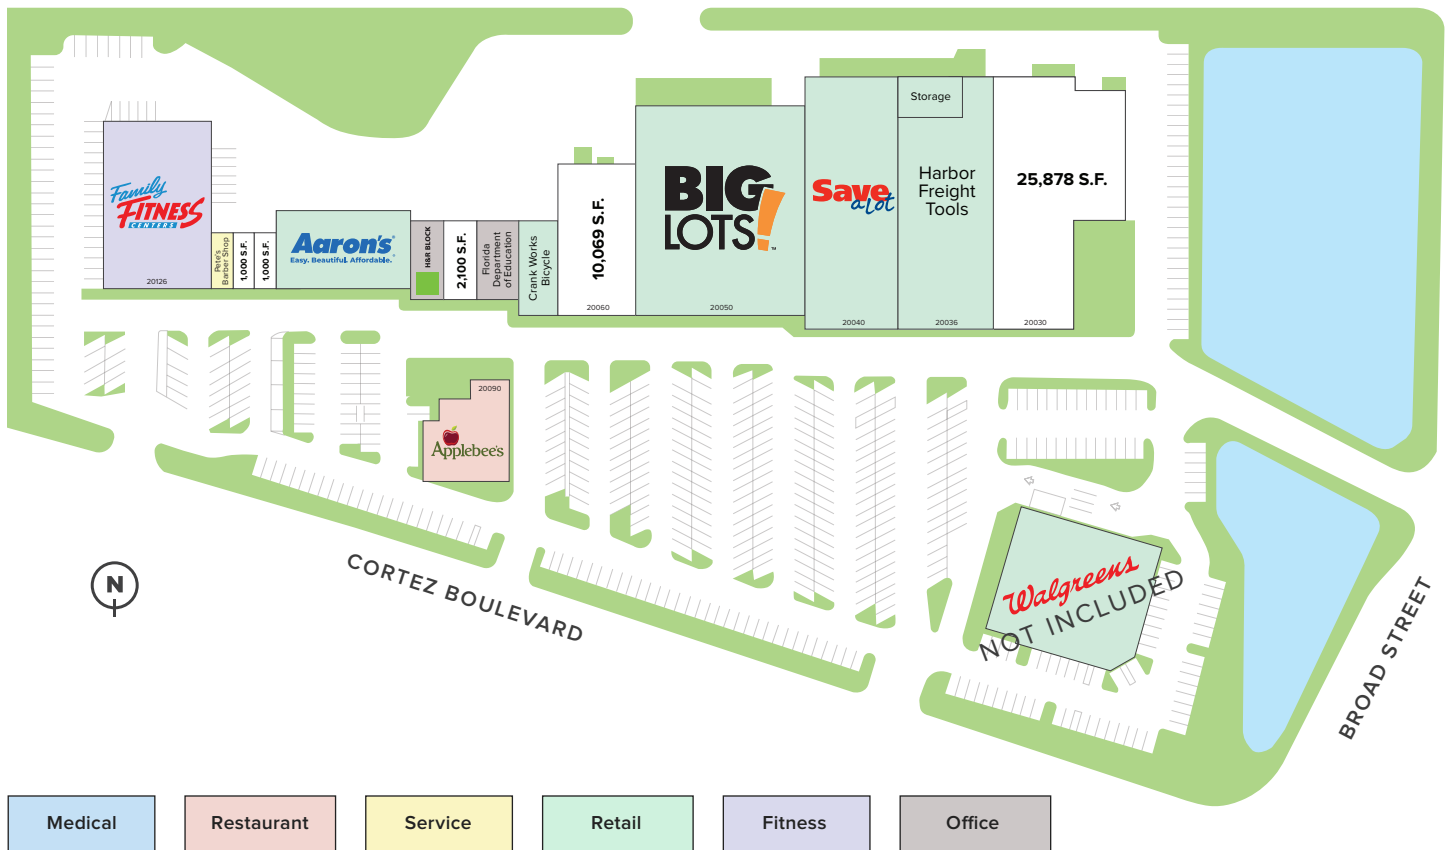 Storage
Harbor
Freight
Tools
25,878 S.F.
BIG
LOTS!
™
Save
a lot
Family
FITNESS
CENTERS
20126
Pete's
Barber Shop
1,000 S.F.
1,000 S.F.
Aaron's®
Easy. Beautiful. Affordable.
H&R BLOCK
2,100 S.F.
Florida
Department
of Education
Crank Works
Bicycle
10,069 S.F.
20060
20050
20040
20036
20030
20090
Applebee's
N
CORTEZ BOULEVARD
Walgreens
NOT INCLUDED
BROAD STREET
Medical
Restaurant
Service
Retail
Fitness
Office